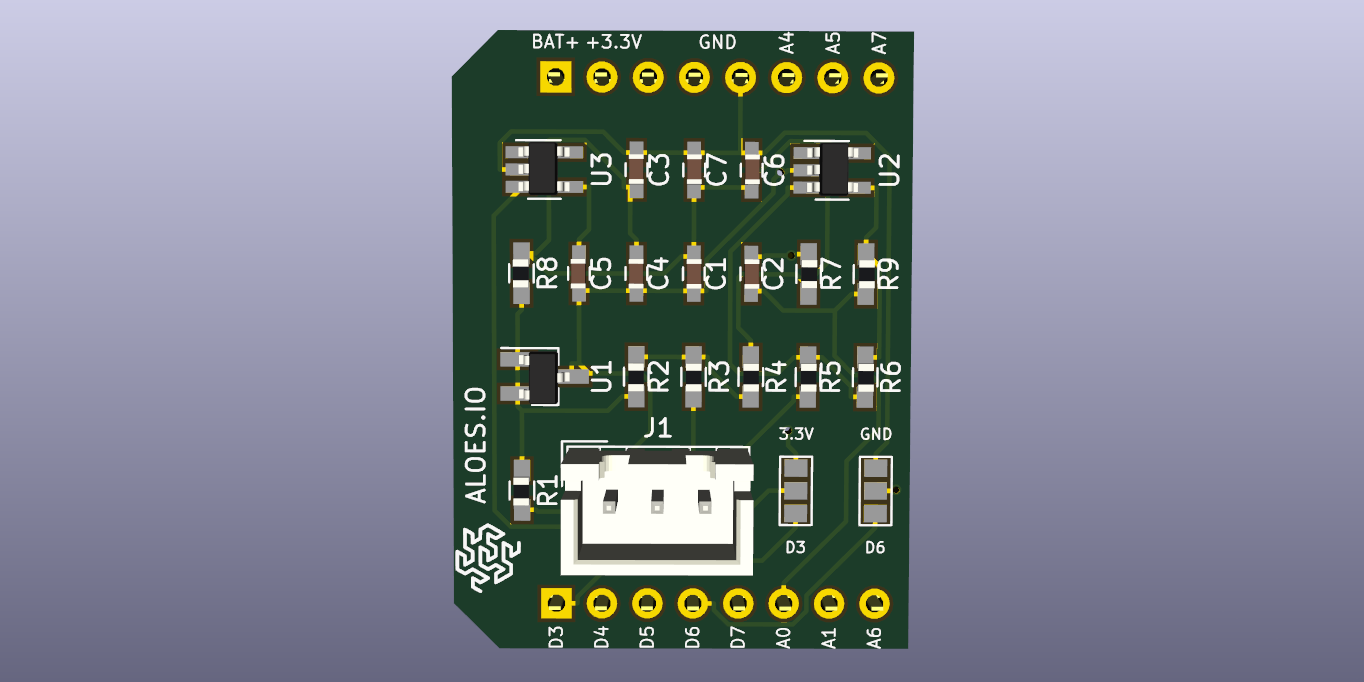 BAT+ +3.3V GND A4 A5 A7
U3 C3 C7 C6 U2
R8 C5 C4 C1 C2 R7 R9
U1 R2 R3 R4 R5 R6
ALOES.IO
J1
3.3V GND
R1
D3 D6
D3 D4 D5 D6 D7 A0 A1 A6